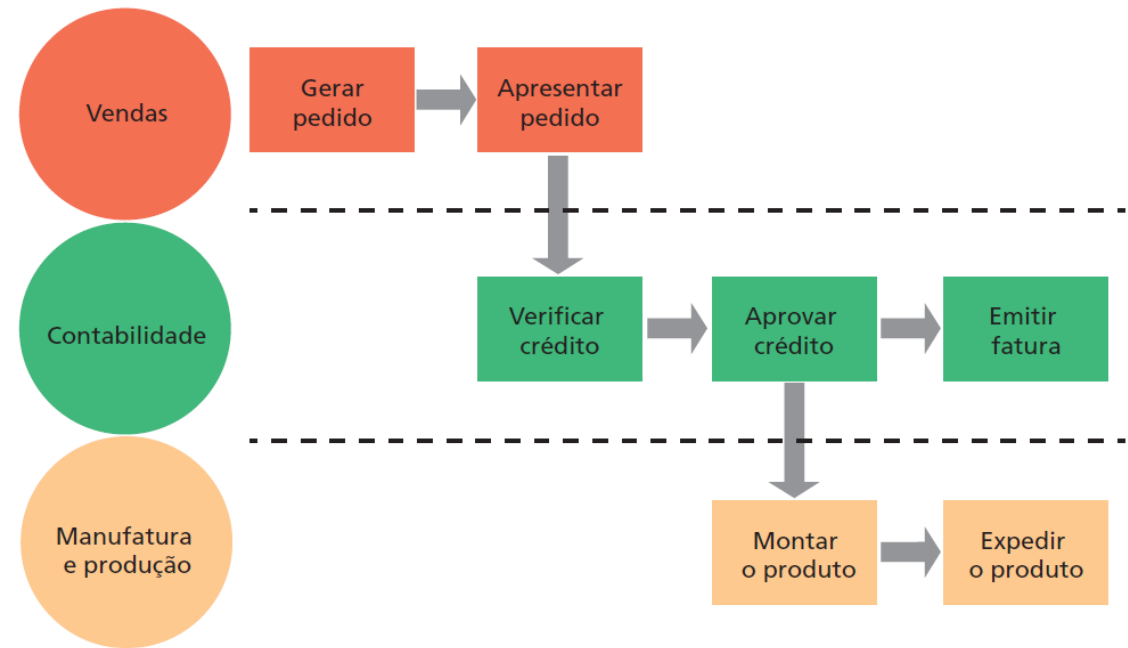 Vendas
Gerar
pedido
Apresentar
pedido
Contabilidade
Verificar
crédito
Aprovar
crédito
Emitir
fatura
Manufatura
e produção
Montar
o produto
Expedir
o produto